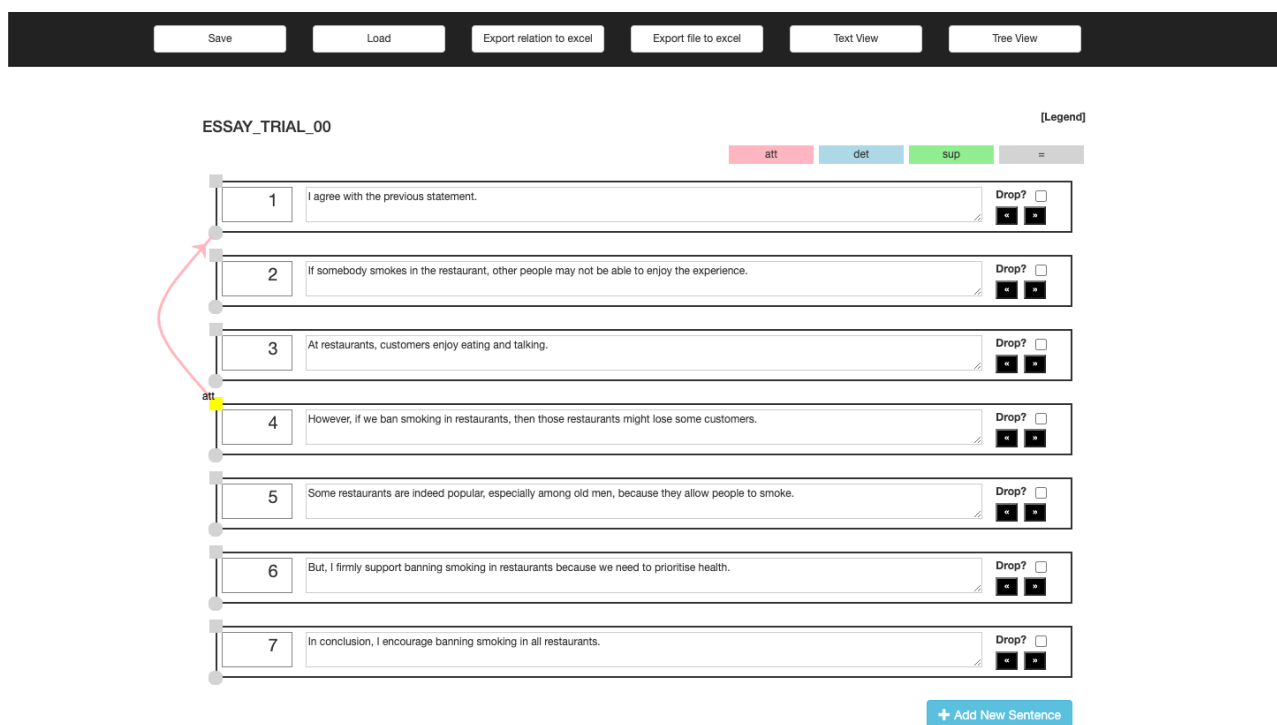 Save Load Export relation to excel Export file to excel Text View Tree View
[Legend]
ESSAY_TRIAL_00
att det sup =
1 I agree with the previous statement. Drop?
« »
2 If somebody smokes in the restaurant, other people may not be able to enjoy the experience. Drop?
« »
3 At restaurants, customers enjoy eating and talking. Drop?
« »
att
4 However, if we ban smoking in restaurants, then those restaurants might lose some customers. Drop?
« »
5 Some restaurants are indeed popular, especially among old men, because they allow people to smoke. Drop?
« »
6 But, I firmly support banning smoking in restaurants because we need to prioritise health. Drop?
« »
7 In conclusion, I encourage banning smoking in all restaurants. Drop?
« »
+ Add New Sentence